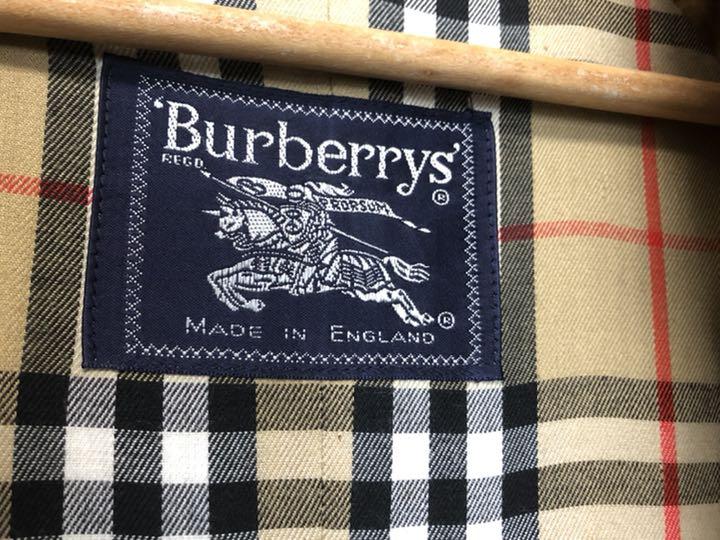 'Burberrys'
REGD.
PRORSUM
®
®
MADE IN ENGLAND